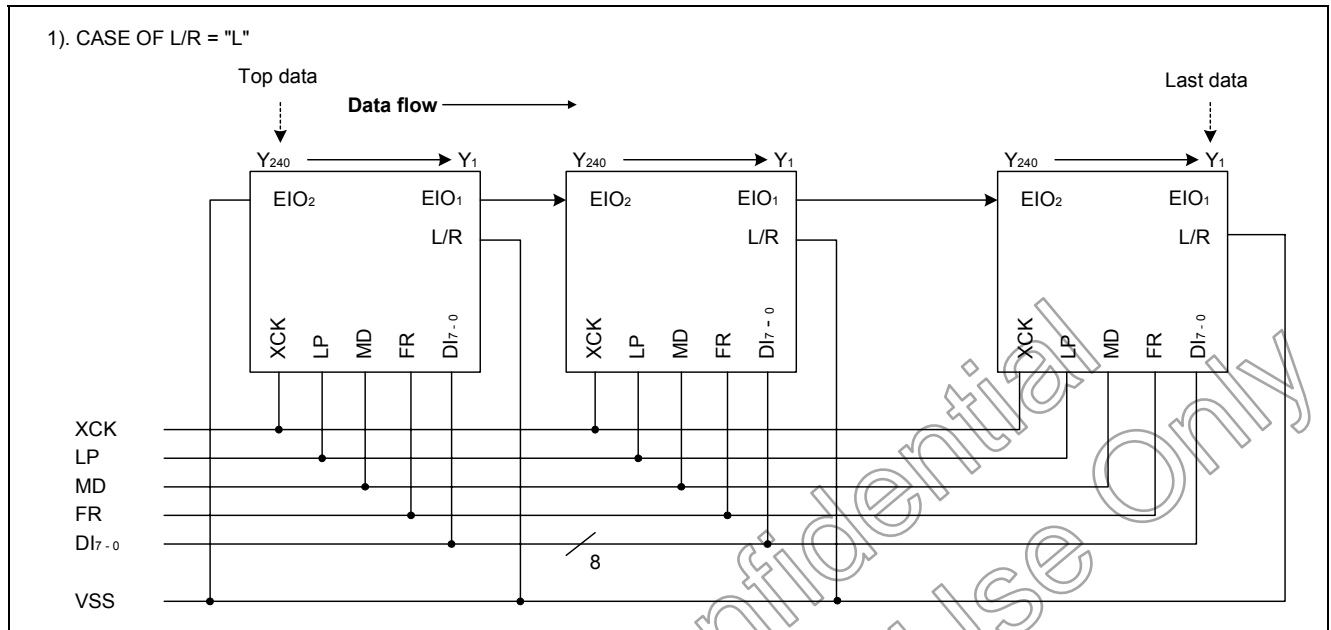 1). CASE OF L/R = "L"
Top data
Last data
Data flow
Y240 Y1 Y240 Y1 Y240 Y1
EIO2 EIO1 EIO2 EIO1 EIO2 EIO1
L/R L/R L/R
XCK LP MD FR DI7 - 0 XCK LP MD FR DI7 - 0 XCK LP MD FR DI7 - 0
XCK
LP
MD
FR
DI7 - 0
8
VSS
nfidential
Use Only